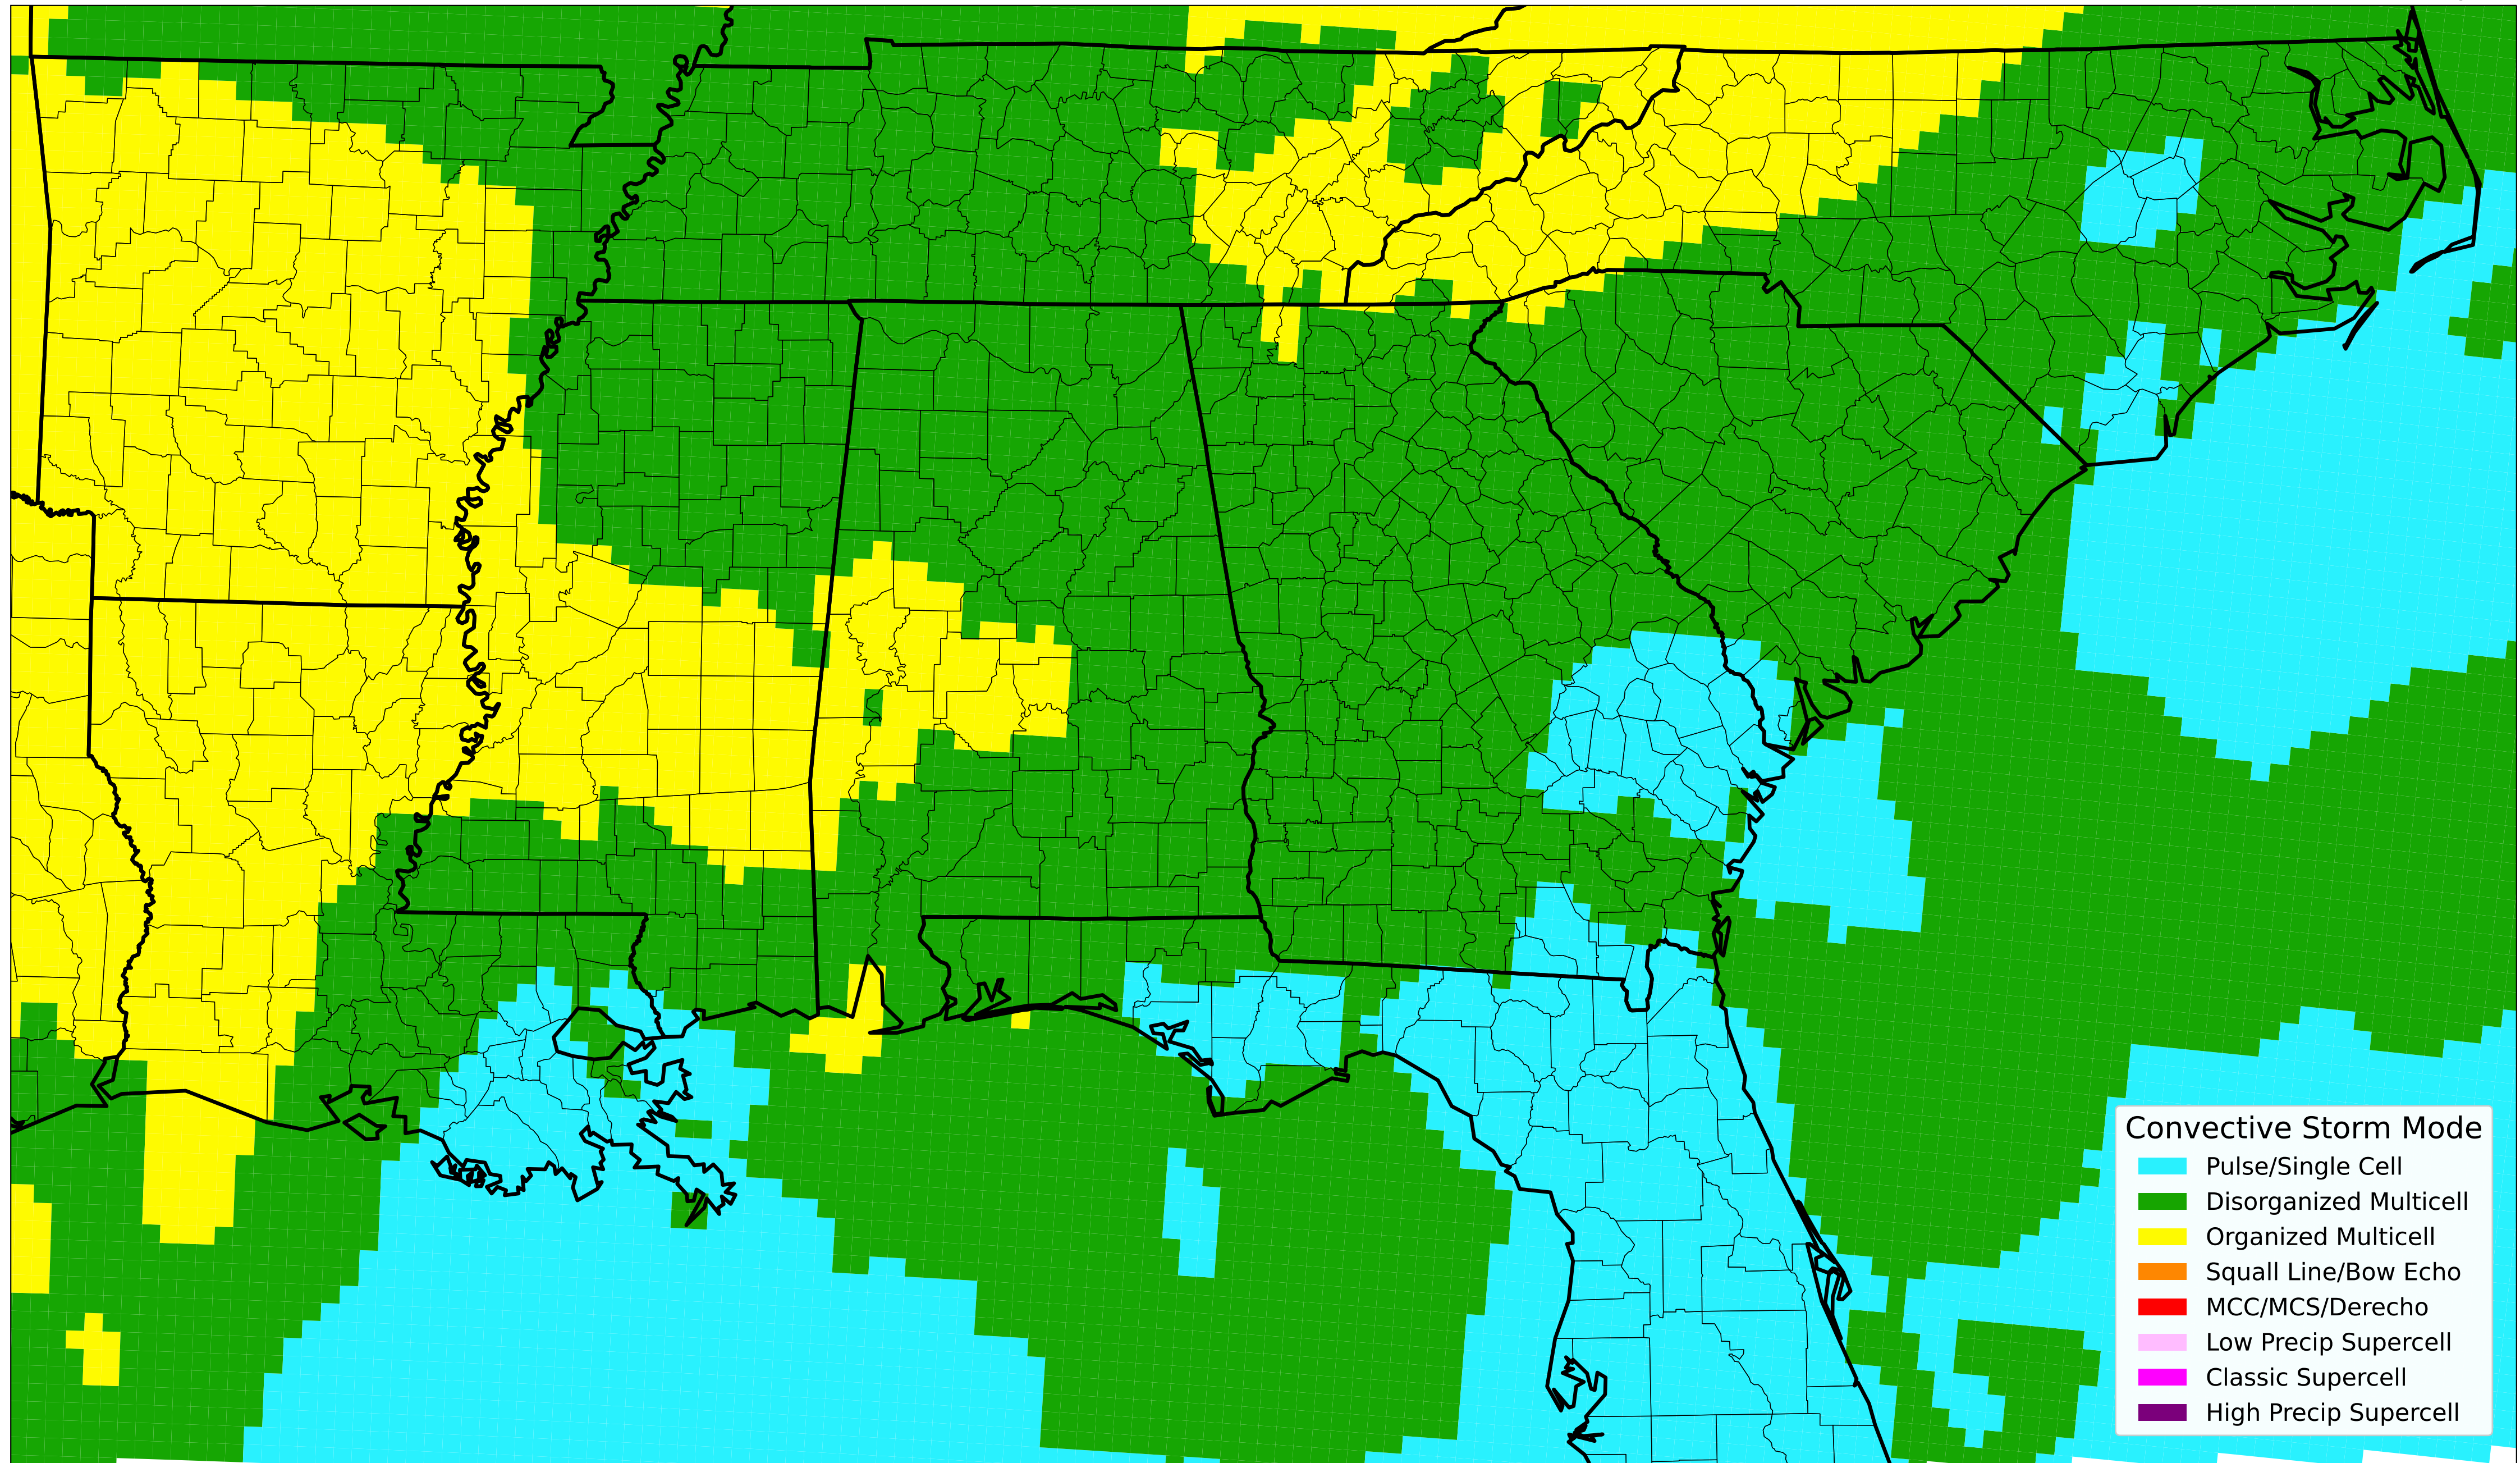 Convective Storm Mode
Pulse/Single Cell
Disorganized Multicell
Organized Multicell
Squall Line/Bow Echo
MCC/MCS/Derecho
Low Precip Supercell
Classic Supercell
High Precip Supercell